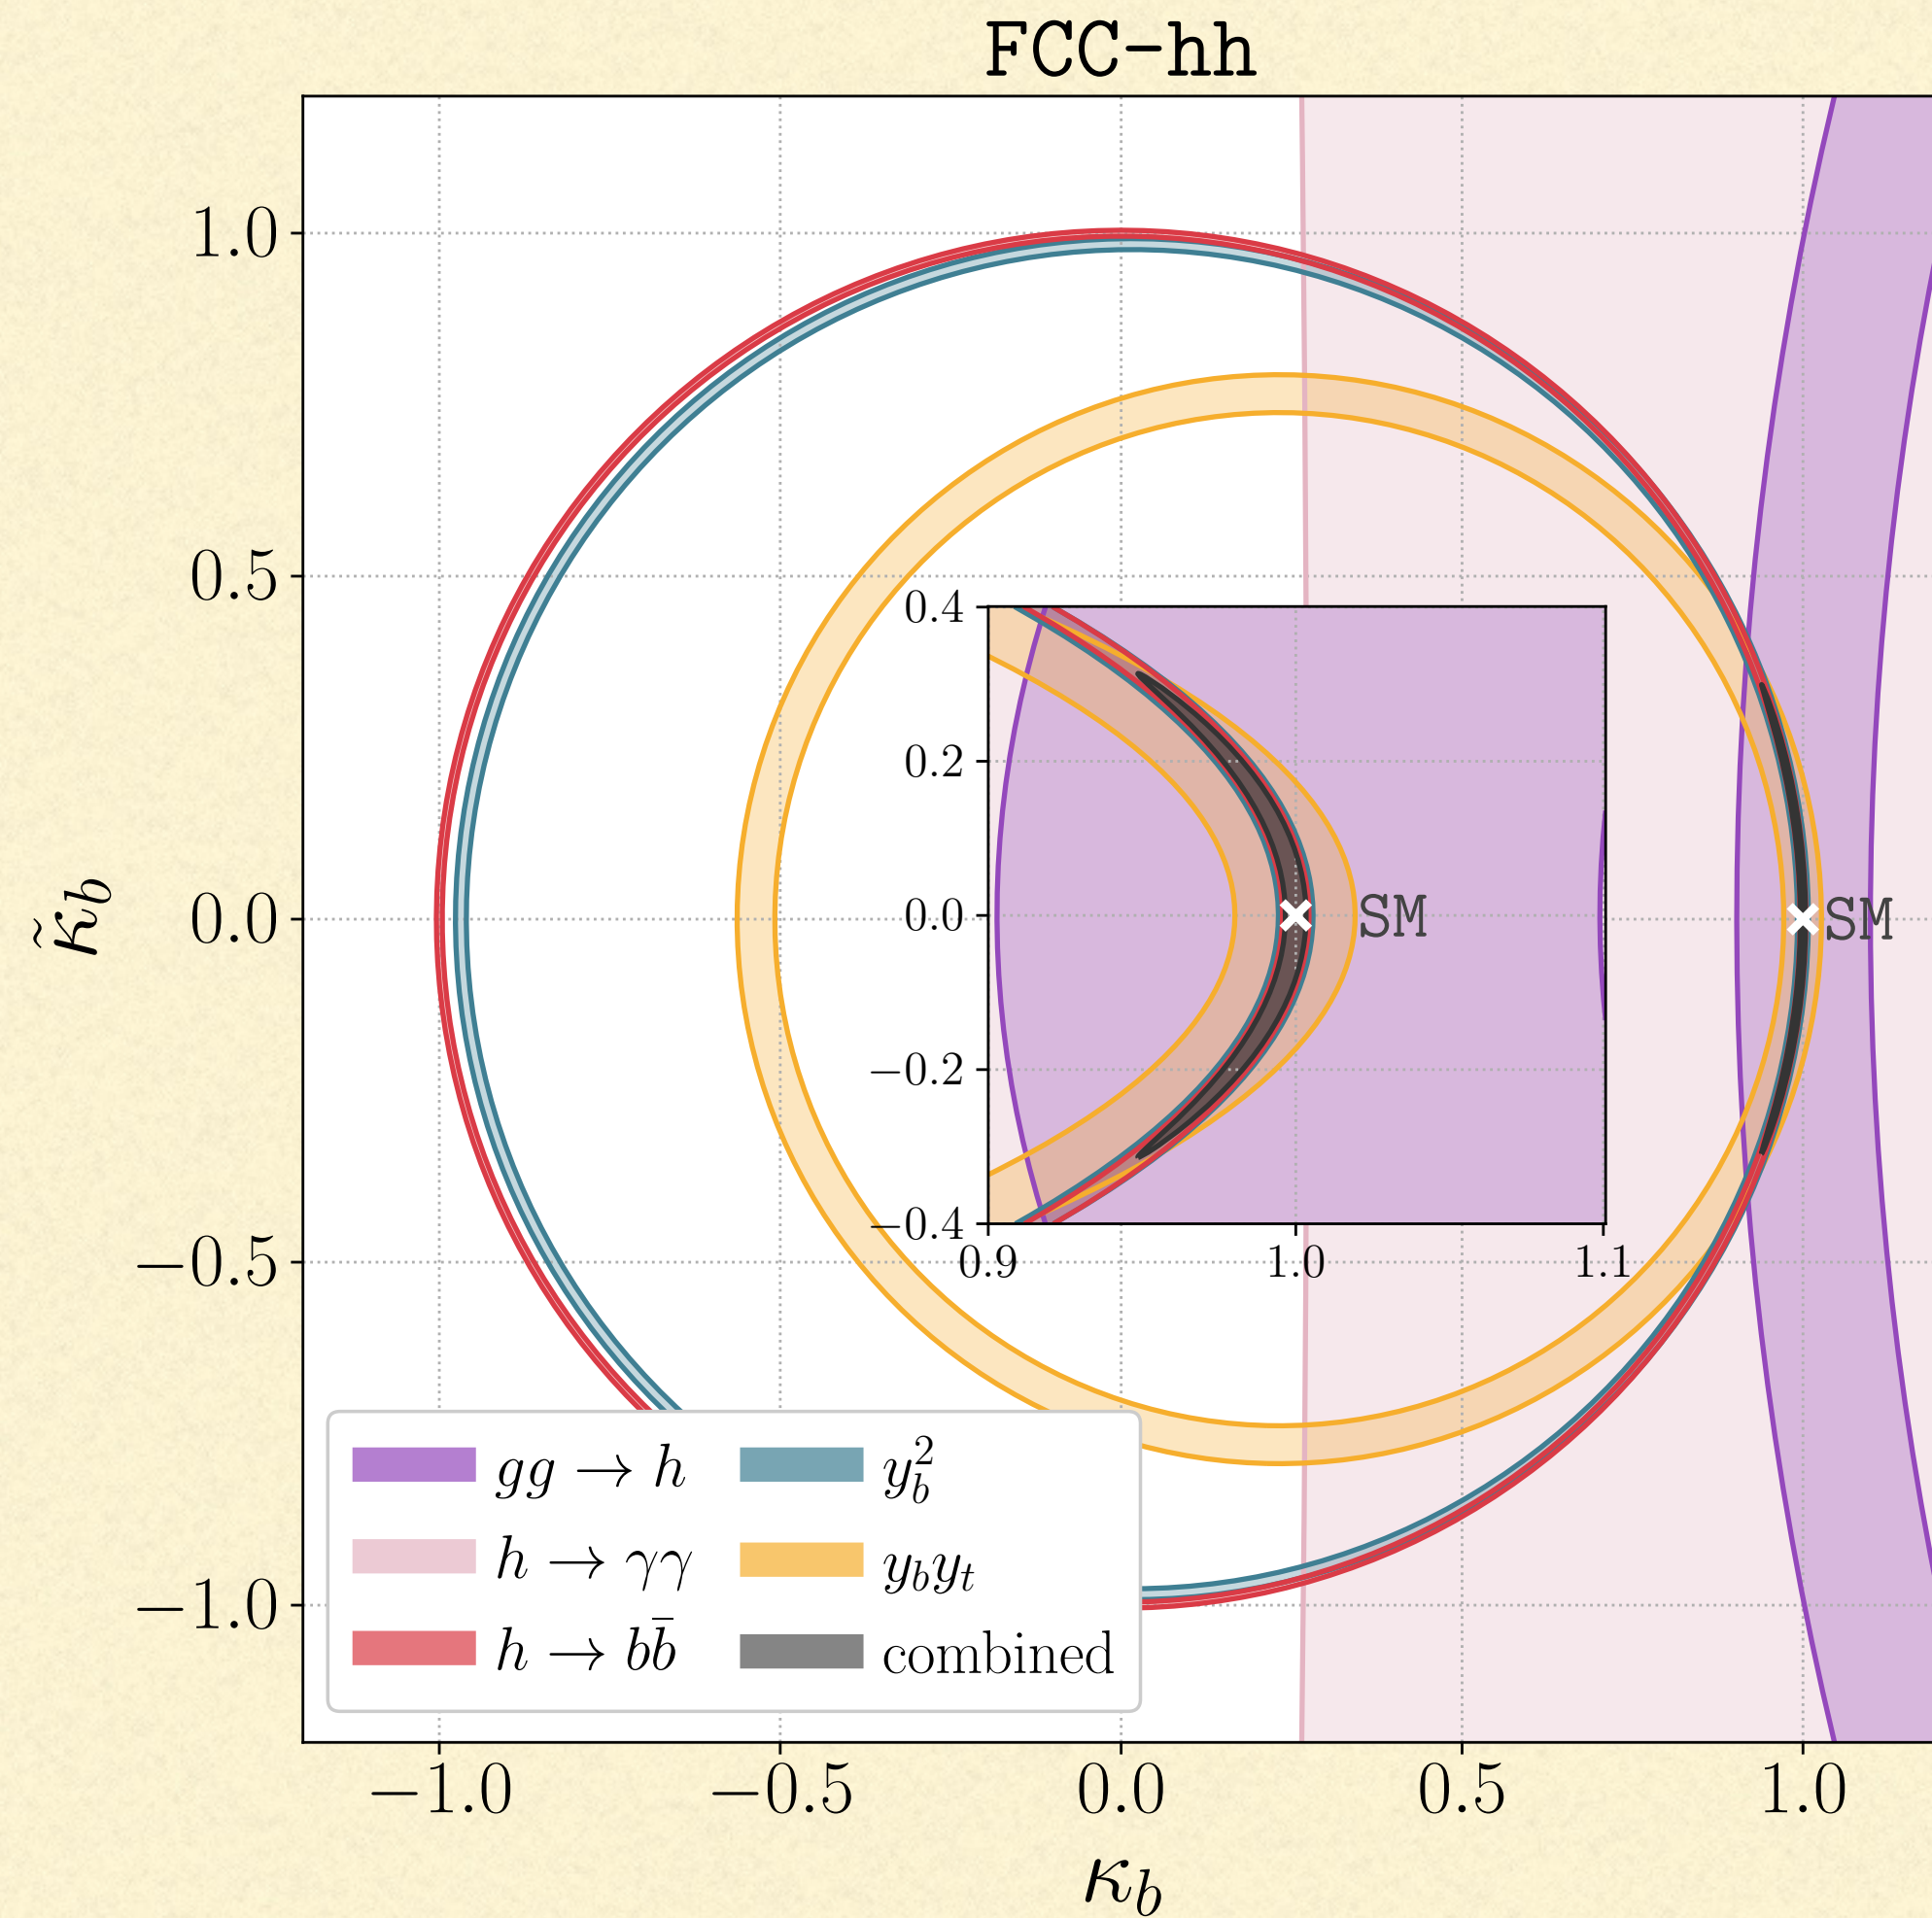 FCC-hh
1.0
0.5
0.0
−0.5
−1.0
κ̃_b
0.4
0.2
0.0
−0.2
−0.4
0.9 1.0 1.1
SM
SM
gg → h
h → γγ
h → bb̄
y_b^2
y_b y_t
combined
−1.0 −0.5 0.0 0.5 1.0
κ_b